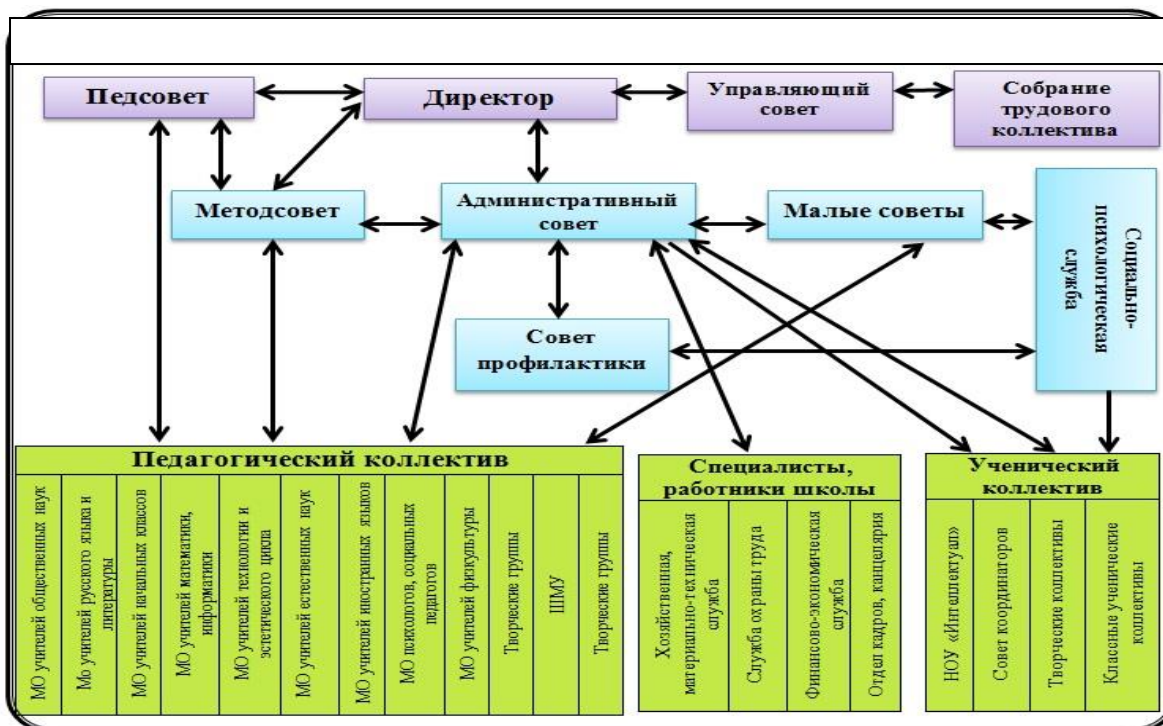 Педсовет
Директор
Управляющий
совет
Собрание
трудового
коллектива
Методсовет
Административный
совет
Малые советы
Социально-
психологическая
служба
Совет
профилактики
Педагогический коллектив
МО учителей общественных наук
Мо учителей русского языка и
литературы
МО учителей начальных классов
МО учителей математики,
информатики
МО учителей технологии и
эстетического цикла
МО учителей естественных наук
МО учителей иностранных языков
МО психологов, социальных
педагогов
МО учителей физкультуры
Творческие группы
ШМУ
Творческие группы
Специалисты,
работники школы
Хозяйственная,
материально-техническая
служба
Служба охраны труда
Финансово-экономическая
служба
Отдел кадров, канцелярия
Ученический
коллектив
НОУ «Интеллектуал»
Совет координаторов
Творческие коллективы
Классные ученические
коллективы